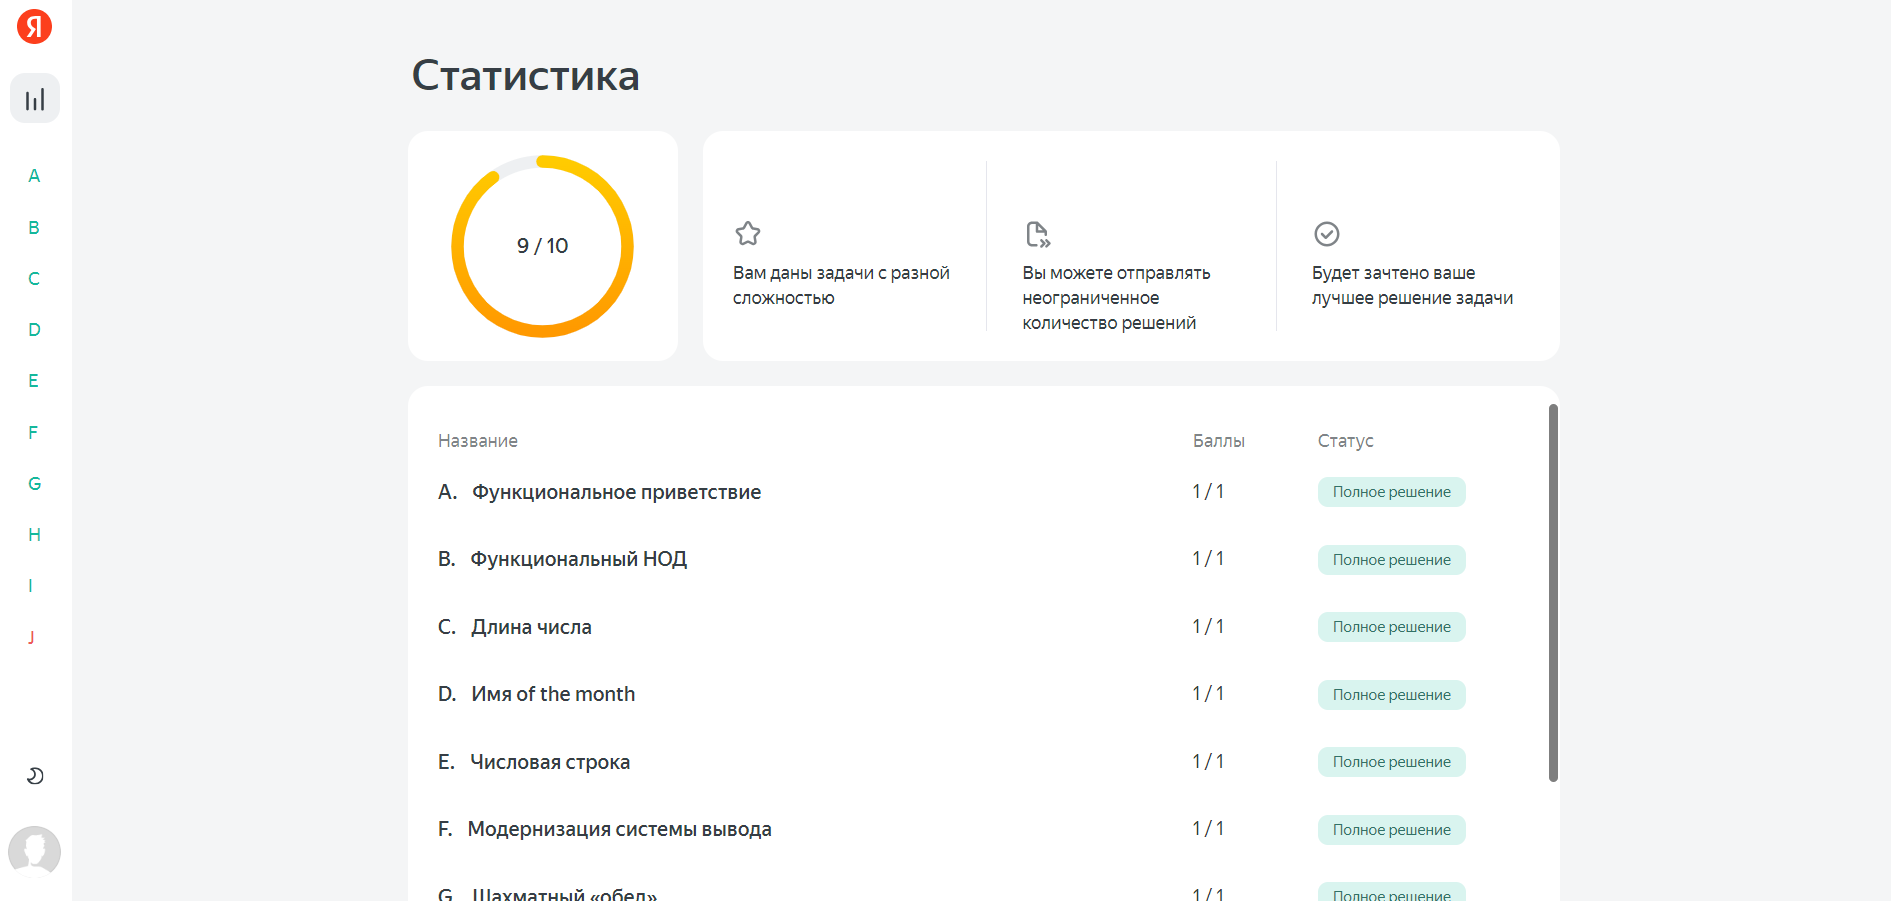 Я
Статистика
A
B
C
D
E
F
G
H
I
J
9 / 10
Вам даны задачи с разной
сложностью
Вы можете отправлять
неограниченное
количество решений
Будет зачтено ваше
лучшее решение задачи
Название Баллы Статус
A. Функциональное приветствие 1 / 1 Полное решение
B. Функциональный НОД 1 / 1 Полное решение
C. Длина числа 1 / 1 Полное решение
D. Имя of the month 1 / 1 Полное решение
E. Числовая строка 1 / 1 Полное решение
F. Модернизация системы вывода 1 / 1 Полное решение
G. Шахматный «обед» 1 / 1 Полное решение